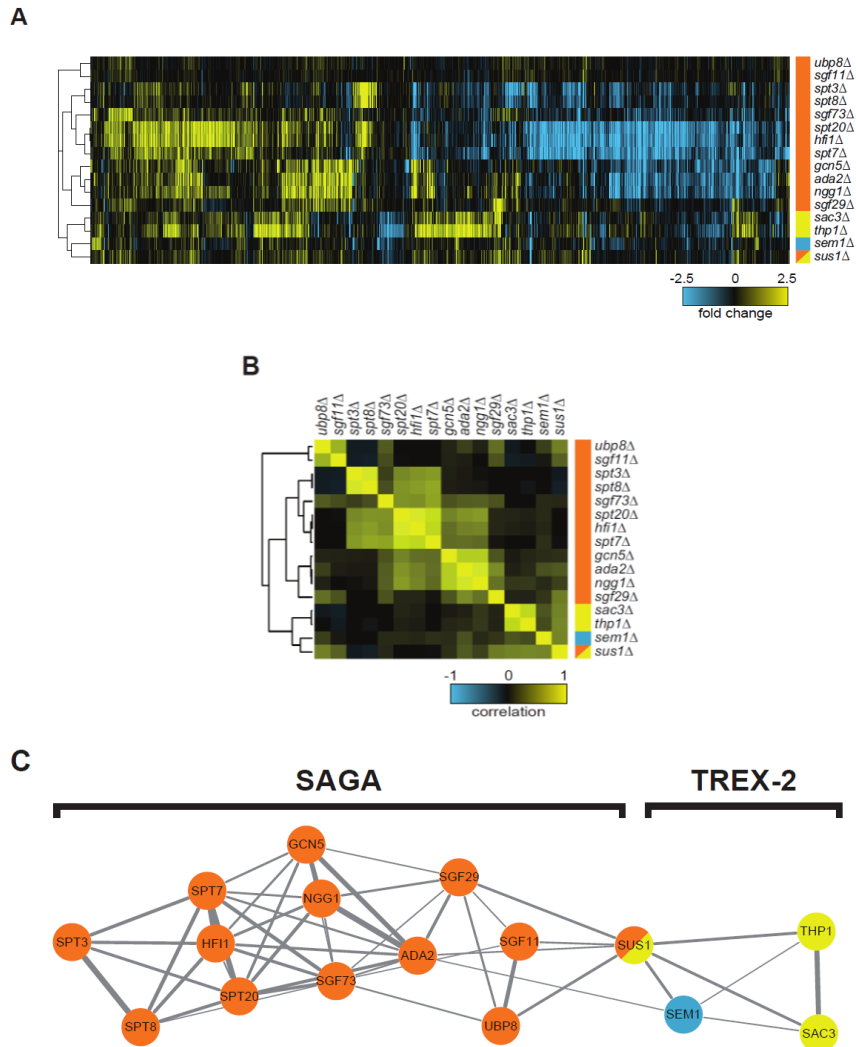 A
ubp8Δ
sgf11Δ
spt3Δ
spt8Δ
sgf73Δ
spt20Δ
hfi1Δ
spt7Δ
gcn5Δ
ada2Δ
ngg1Δ
sgf29Δ
sac3Δ
thp1Δ
sem1Δ
sus1Δ
-2.5 0 2.5
fold change
B
ubp8Δ sgf11Δ spt3Δ spt8Δ sgf73Δ spt20Δ hfi1Δ spt7Δ gcn5Δ ada2Δ ngg1Δ sgf29Δ sac3Δ thp1Δ sem1Δ sus1Δ
ubp8Δ
sgf11Δ
spt3Δ
spt8Δ
sgf73Δ
spt20Δ
hfi1Δ
spt7Δ
gcn5Δ
ada2Δ
ngg1Δ
sgf29Δ
sac3Δ
thp1Δ
sem1Δ
sus1Δ
-1 0 1
correlation
C
SAGA TREX-2
GCN5
SGF29
SPT7
NGG1
THP1
SPT3
HFI1
SGF11
SUS1
ADA2
SGF73
SPT20
SEM1
SPT8
UBP8
SAC3